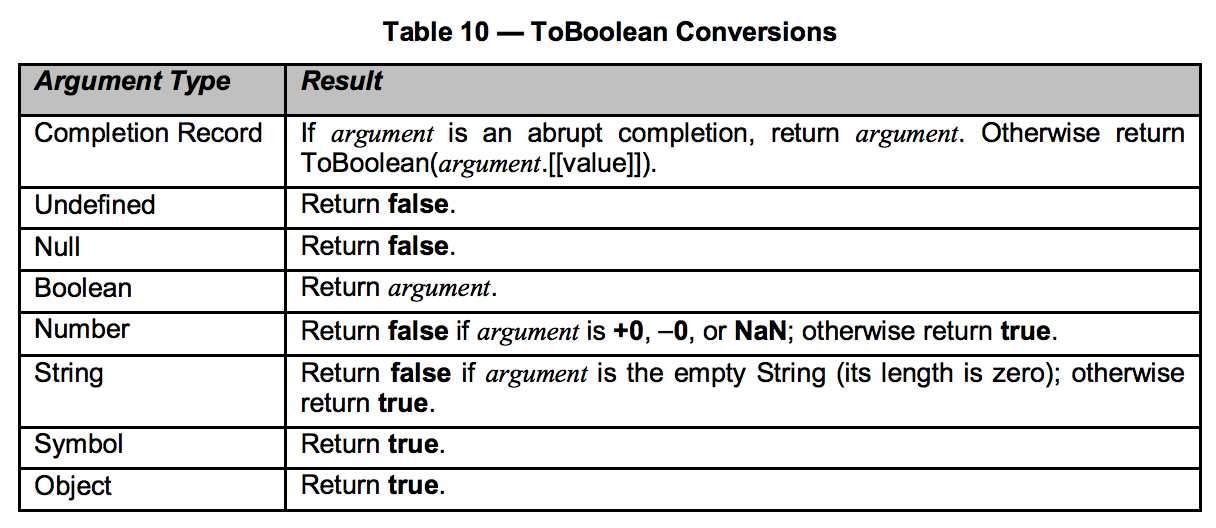 Table 10 — ToBoolean Conversions
Argument Type Result
Completion Record If argument is an abrupt completion, return argument. Otherwise return
ToBoolean(argument.[[value]]).
Undefined Return false.
Null Return false.
Boolean Return argument.
Number Return false if argument is +0, −0, or NaN; otherwise return true.
String Return false if argument is the empty String (its length is zero); otherwise
return true.
Symbol Return true.
Object Return true.